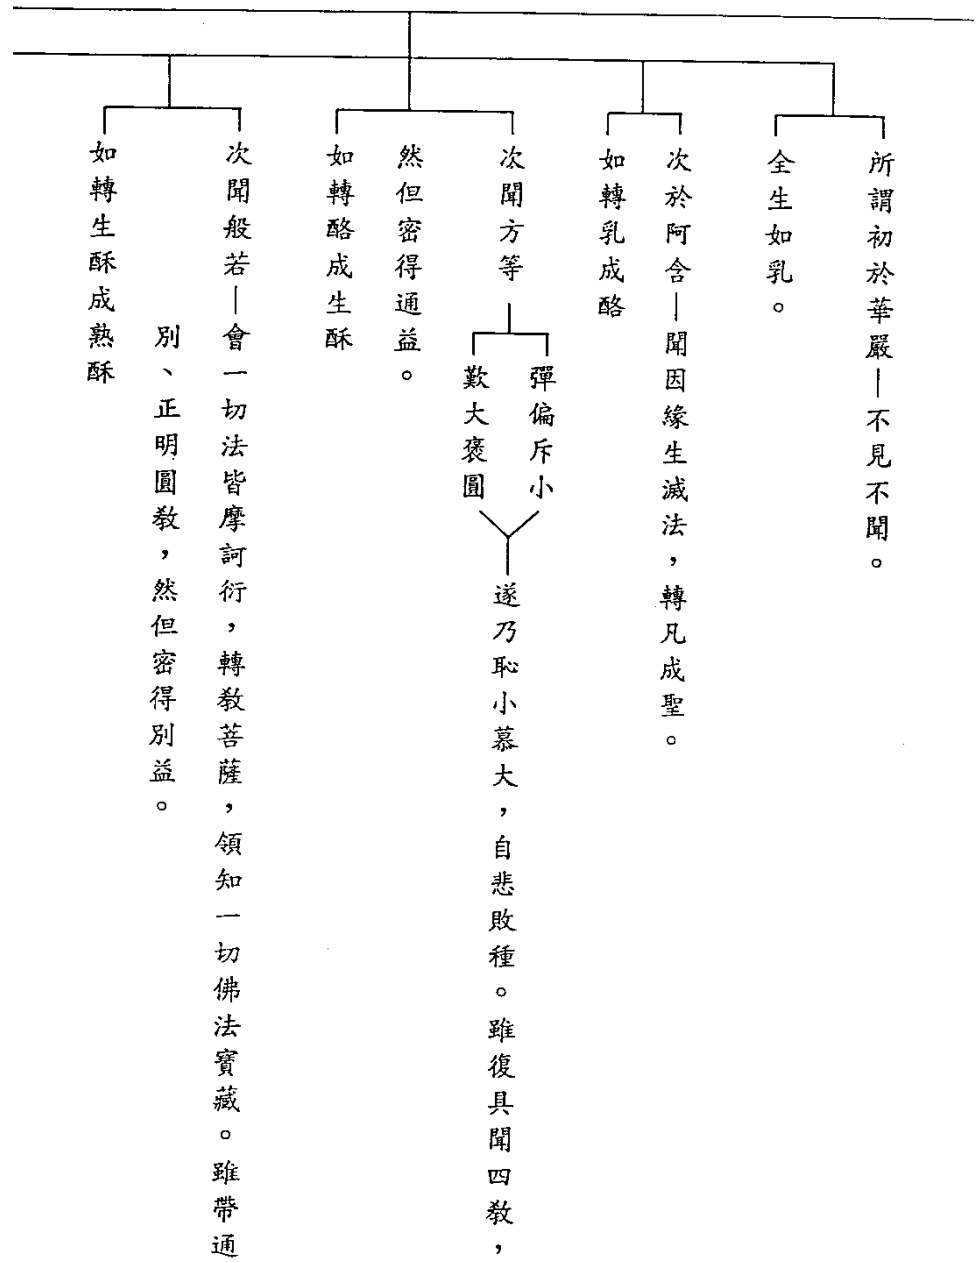 所謂初於華嚴—不見不聞。
全生如乳。
次於阿含—聞因緣生滅法，轉凡成聖。
如轉乳成酪
次聞方等
彈偏斥小
歎大褒圓
遂乃恥小慕大，自悲敗種。雖復具聞四教，
然但密得通益。
如轉酪成生酥
次聞般若—會一切法皆摩訶衍，轉教菩薩，領知一切佛法寶藏。雖帶通
別、正明圓教，然但密得別益。
如轉生酥成熟酥